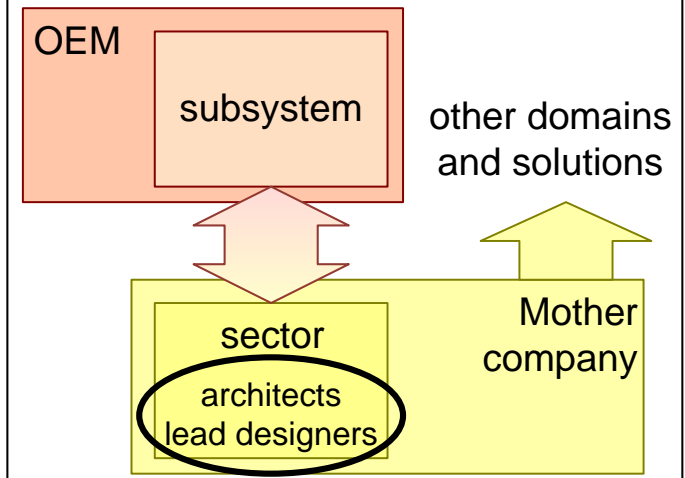 OEM
subsystem
other domains
and solutions
Mother
company
sector
architects
lead designers